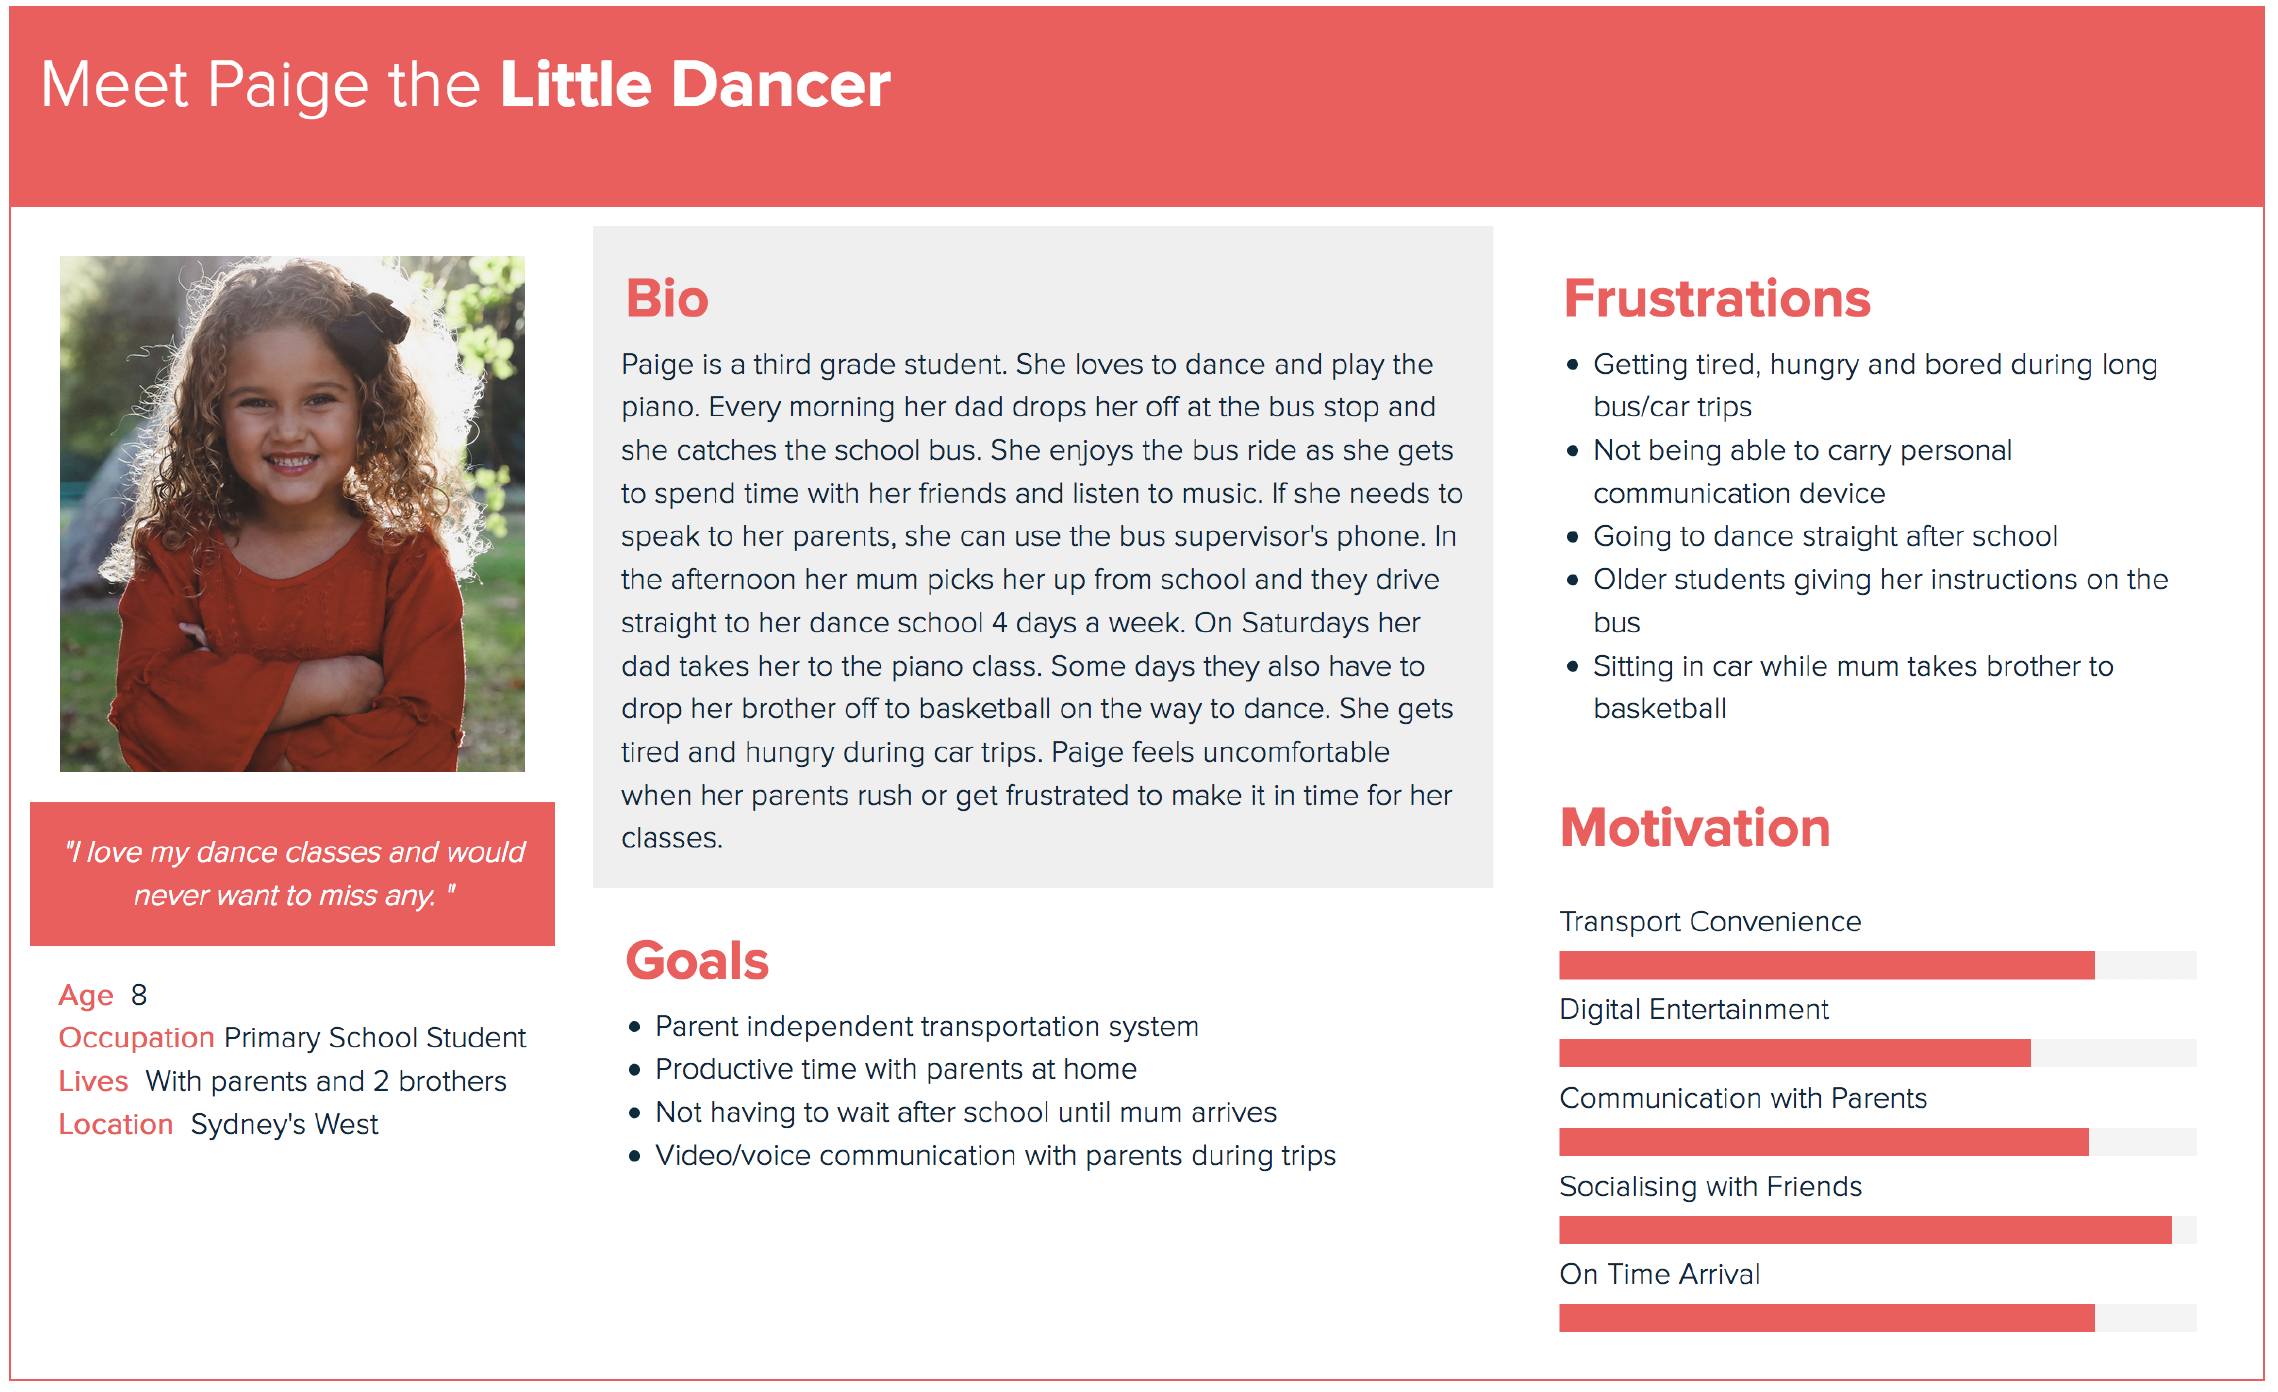 Meet Paige the Little Dancer
"I love my dance classes and would
never want to miss any. "
Age 8
Occupation Primary School Student
Lives With parents and 2 brothers
Location Sydney's West
Bio
Paige is a third grade student. She loves to dance and play the
piano. Every morning her dad drops her off at the bus stop and
she catches the school bus. She enjoys the bus ride as she gets
to spend time with her friends and listen to music. If she needs to
speak to her parents, she can use the bus supervisor's phone. In
the afternoon her mum picks her up from school and they drive
straight to her dance school 4 days a week. On Saturdays her
dad takes her to the piano class. Some days they also have to
drop her brother off to basketball on the way to dance. She gets
tired and hungry during car trips. Paige feels uncomfortable
when her parents rush or get frustrated to make it in time for her
classes.
Goals
• Parent independent transportation system
• Productive time with parents at home
• Not having to wait after school until mum arrives
• Video/voice communication with parents during trips
Frustrations
• Getting tired, hungry and bored during long
bus/car trips
• Not being able to carry personal
communication device
• Going to dance straight after school
• Older students giving her instructions on the
bus
• Sitting in car while mum takes brother to
basketball
Motivation
Transport Convenience
Digital Entertainment
Communication with Parents
Socialising with Friends
On Time Arrival